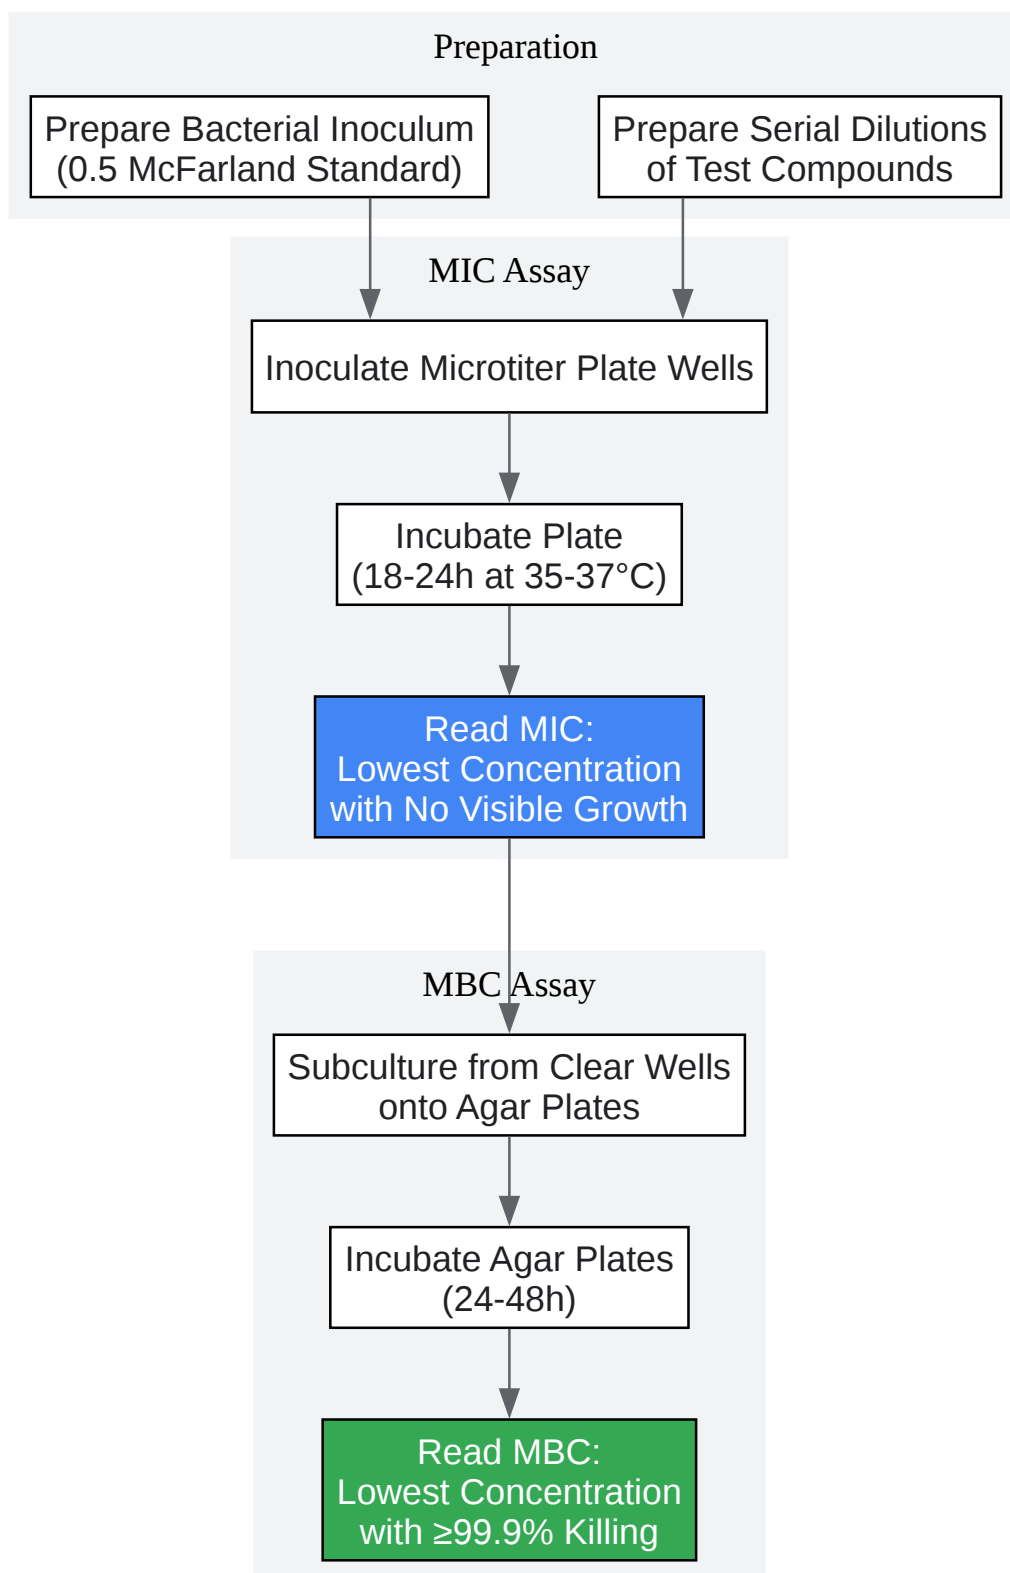 Preparation
Prepare Bacterial Inoculum
(0.5 McFarland Standard)
Prepare Serial Dilutions
of Test Compounds
MIC Assay
Inoculate Microtiter Plate Wells
Incubate Plate
(18-24h at 35-37°C)
Read MIC:
Lowest Concentration
with No Visible Growth
MBC Assay
Subculture from Clear Wells
onto Agar Plates
Incubate Agar Plates
(24-48h)
Read MBC:
Lowest Concentration
with ≥99.9% Killing